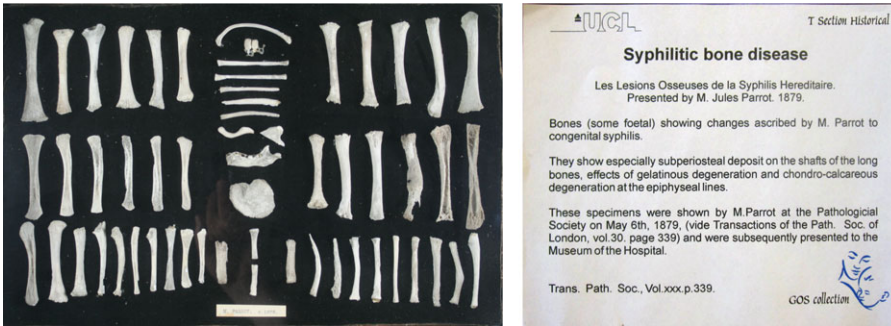 UCL
T Section Historical
Syphilitic bone disease
Les Lesions Osseuses de la Syphilis Hereditaire.
Presented by M. Jules Parrot. 1879.
Bones (some foetal) showing changes ascribed by M. Parrot to
congenital syphilis.
They show especially subperiosteal deposit on the shafts of the long
bones, effects of gelatinous degeneration and chondro-calcareous
degeneration at the epiphyseal lines.
These specimens were shown by M.Parrot at the Pathologicial
Society on May 6th, 1879, (vide Transactions of the Path. Soc. of
London, vol.30. page 339) and were subsequently presented to the
Museum of the Hospital.
Trans. Path. Soc., Vol.xxx.p.339.
GOS collection